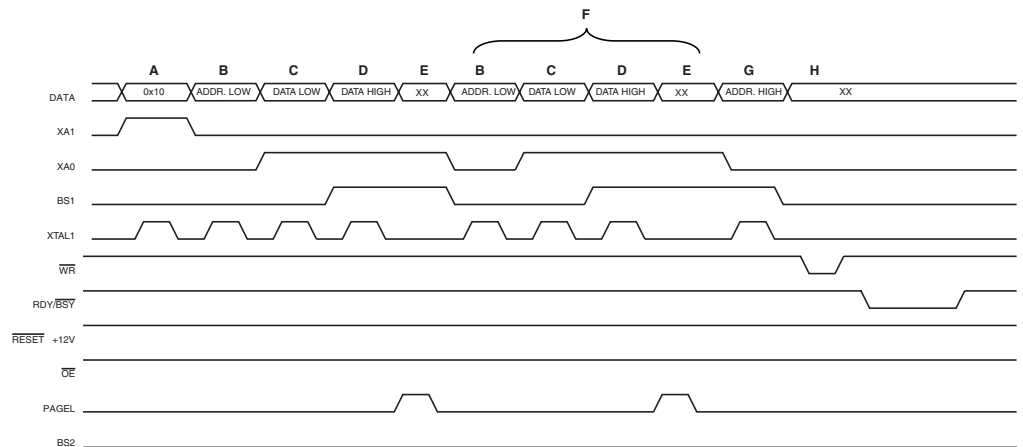 F
A B C D E B C D E G H
DATA 0x10 ADDR. LOW DATA LOW DATA HIGH XX ADDR. LOW DATA LOW DATA HIGH XX ADDR. HIGH XX
XA1
XA0
BS1
XTAL1
WR
RDY/BSY
RESET +12V
OE
PAGEL
BS2